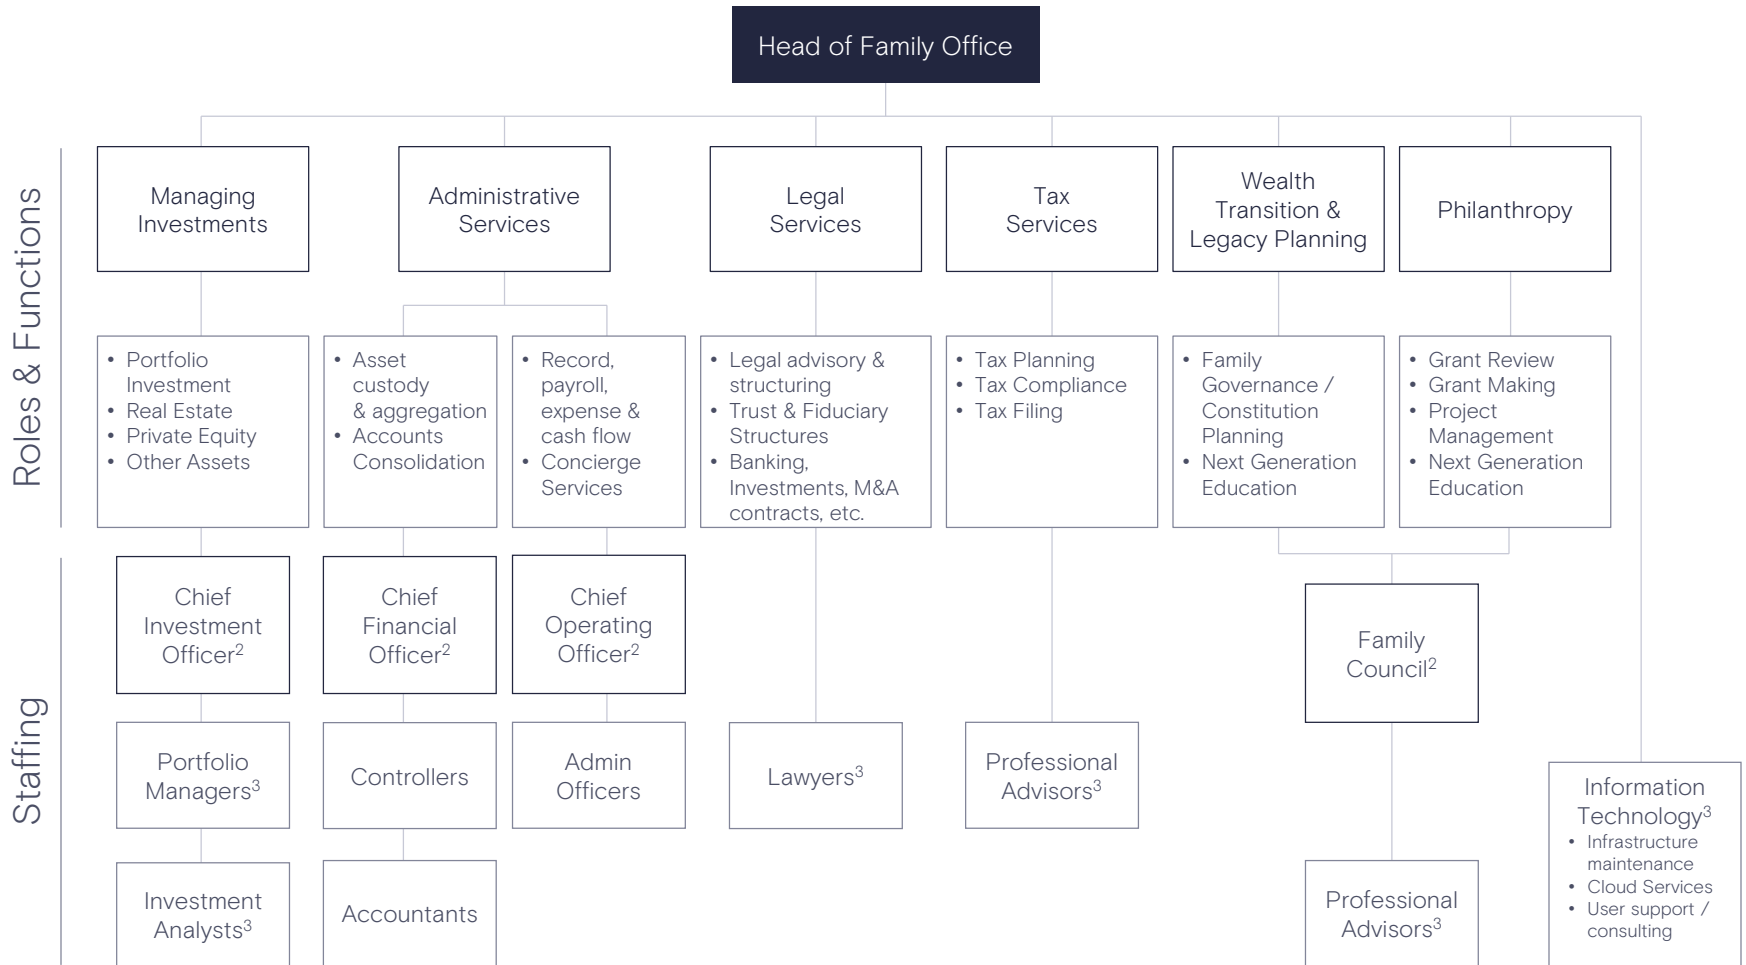 Head of Family Office
Roles & Functions
Managing
Investments
Administrative
Services
Legal
Services
Tax
Services
Wealth
Transition &
Legacy Planning
Philanthropy
• Portfolio
Investment
• Real Estate
• Private Equity
• Other Assets
• Asset
custody
& aggregation
• Accounts
Consolidation
• Record,
payroll,
expense &
cash flow
• Concierge
Services
• Legal advisory &
structuring
• Trust & Fiduciary
Structures
• Banking,
Investments, M&A
contracts, etc.
• Tax Planning
• Tax Compliance
• Tax Filing
• Family
Governance /
Constitution
Planning
• Next Generation
Education
• Grant Review
• Grant Making
• Project
Management
• Next Generation
Education
Staffing
Chief
Investment
Officer²
Chief
Financial
Officer²
Chief
Operating
Officer²
Family
Council²
Portfolio
Managers³
Controllers
Admin
Officers
Lawyers³
Professional
Advisors³
Information
Technology³
• Infrastructure
maintenance
• Cloud Services
• User support /
consulting
Investment
Analysts³
Accountants
Professional
Advisors³